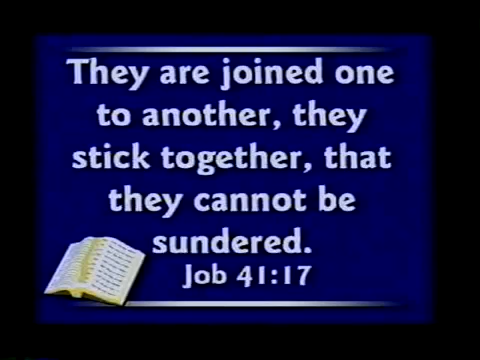 They are joined one
to another, they
stick together, that
they cannot be
sundered.
Job 41:17